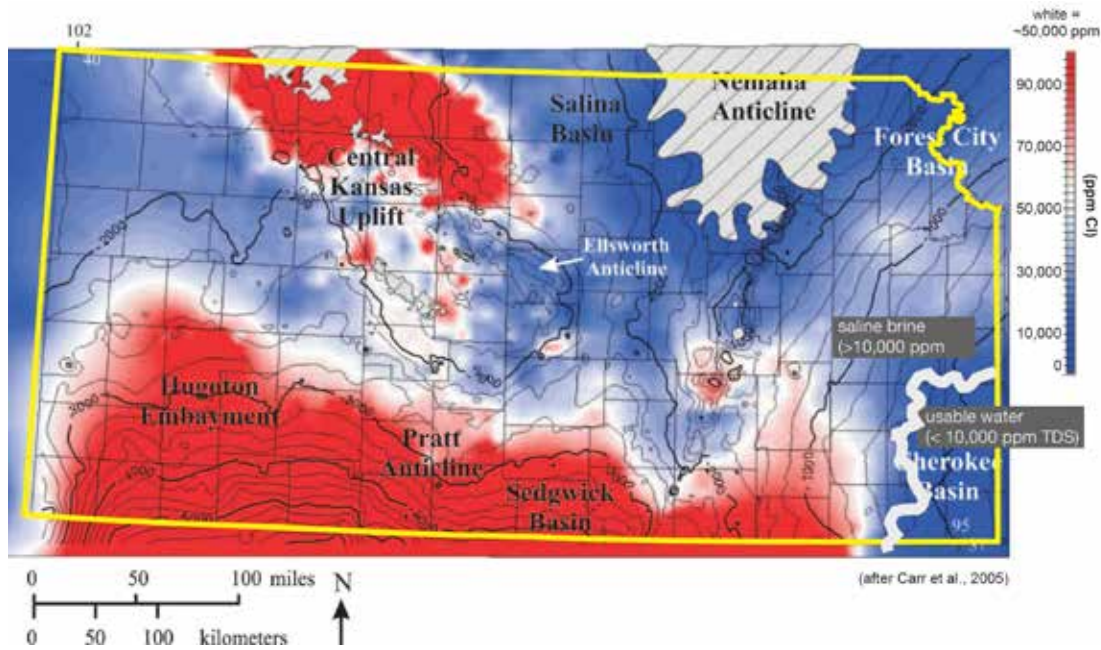 102
40
white =
~50,000 ppm
90,000
70,000
50,000
30,000
10,000
0
(ppm Cl)
Nemaha
Anticline
Salina
Basin
Forest City
Basin
Central
Kansas
Uplift
Ellsworth
Anticline
saline brine
(>10,000 ppm
Hugoton
Embayment
usable water
(< 10,000 ppm TDS)
Pratt
Anticline
Cherokee
Basin
Sedgwick
Basin
95
37
(after Carr et al., 2005)
0 50 100 miles
N
0 50 100 kilometers
-2000